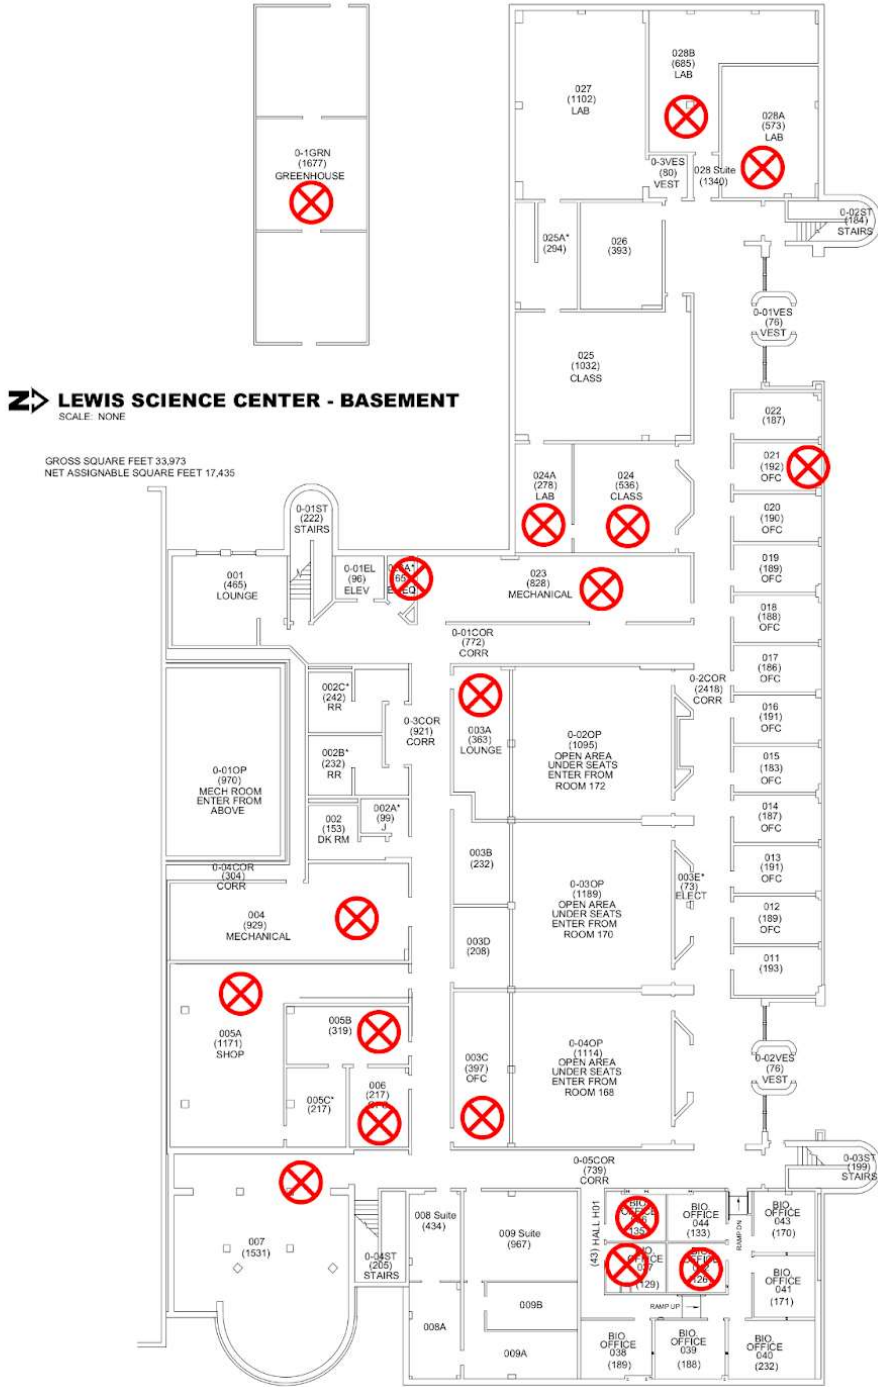 028B
(685)
LAB
027
(1102)
LAB
028A
(573)
LAB
0-1GRN
(1677)
GREENHOUSE
0-3VES
(80)
VEST
028 Suite
(1340)
0-02ST
(184)
STAIRS
025A*
(294)
026
(393)
0-01VES
(76)
VEST
025
(1032)
CLASS
N
LEWIS SCIENCE CENTER - BASEMENT
SCALE: NONE
022
(187)
GROSS SQUARE FEET 33,973
NET ASSIGNABLE SQUARE FEET 17,435
021
(192)
OFC
024A
(278)
LAB
024
(536)
CLASS
020
(190)
OFC
0-01ST
(222)
STAIRS
019
(189)
OFC
001
(465)
LOUNGE
0-01EL
(96)
ELEV
023
(828)
MECHANICAL
018
(188)
OFC
0-01COR
(772)
CORR
017
(186)
OFC
0-2COR
(2418)
CORR
002C*
(242)
RR
0-3COR
(921)
CORR
003A
(363)
LOUNGE
016
(191)
OFC
0-02OP
(1095)
OPEN AREA
UNDER SEATS
ENTER FROM
ROOM 172
002B*
(232)
RR
015
(183)
OFC
0-01OP
(970)
MECH ROOM
ENTER FROM
ABOVE
014
(187)
OFC
002
(153)
DK RM
002A*
(99)
J
003B
(232)
013
(191)
OFC
0-04COR
(304)
CORR
0-03OP
(1189)
OPEN AREA
UNDER SEATS
ENTER FROM
ROOM 170
003E*
(73)
ELECT
012
(189)
OFC
004
(929)
MECHANICAL
003D
(208)
011
(193)
005A
(1171)
SHOP
005B
(319)
003C
(397)
OFC
0-04OP
(1114)
OPEN AREA
UNDER SEATS
ENTER FROM
ROOM 168
0-02VES
(76)
VEST
005C*
(217)
006
(217)
0-05COR
(739)
CORR
0-03ST
(199)
STAIRS
007
(1531)
0-04ST
(205)
STAIRS
008 Suite
(434)
009 Suite
(967)
(43) HALL H01
BIO.
OFFICE
BIO.
OFFICE
044
(133)
RAMP DN
BIO.
OFFICE
043
(170)
BIO.
(129)
BIO.
OFFICE
041
(171)
009B
RAMP UP
008A
009A
BIO.
OFFICE
038
(189)
BIO.
OFFICE
039
(188)
BIO.
OFFICE
040
(232)